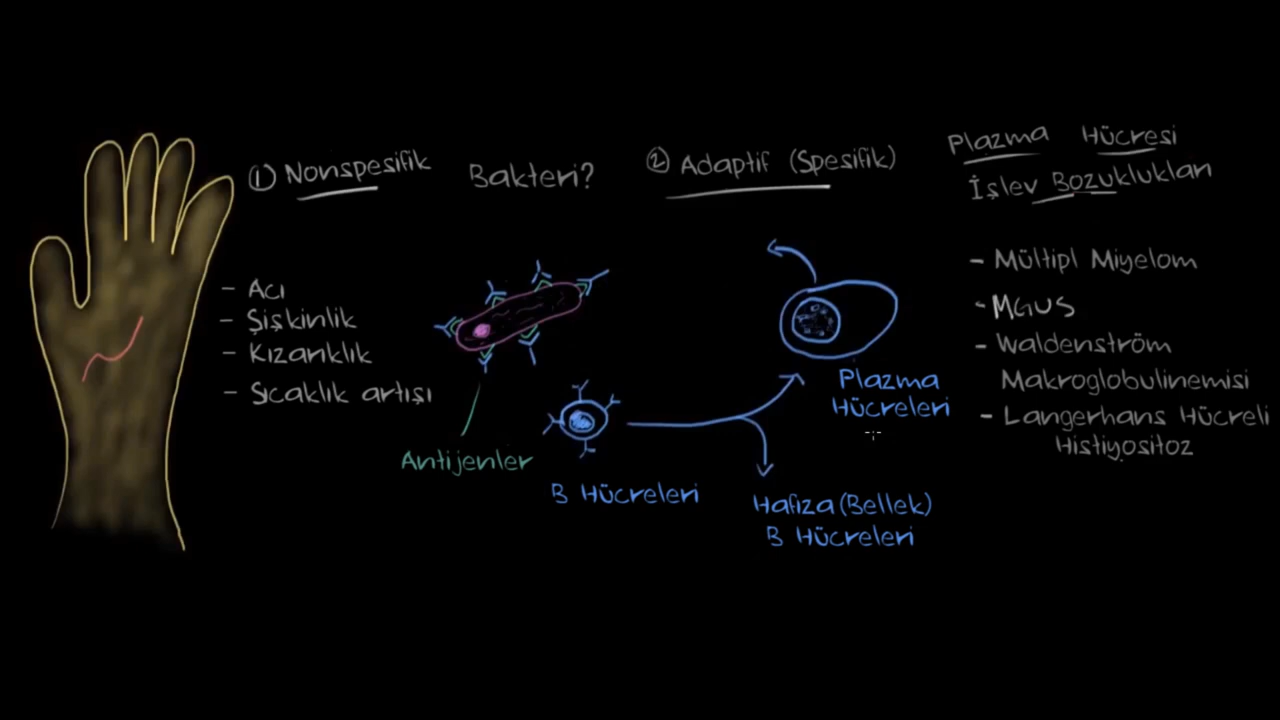 ① Nonspesifik
- Acı
- Şişkinlik
- Kızarıklık
- Sıcaklık artışı
Bakteri?
Antijenler
② Adaptif (Spesifik)
B Hücreleri
Plazma
Hücreleri
Hafıza (Bellek)
B Hücreleri
Plazma Hücresi
İşlev Bozuklukları
- Mültipl Miyelom
- MGUS
- Waldenström
Makroglobulinemisi
- Langerhans Hücreli
Histiyositoz